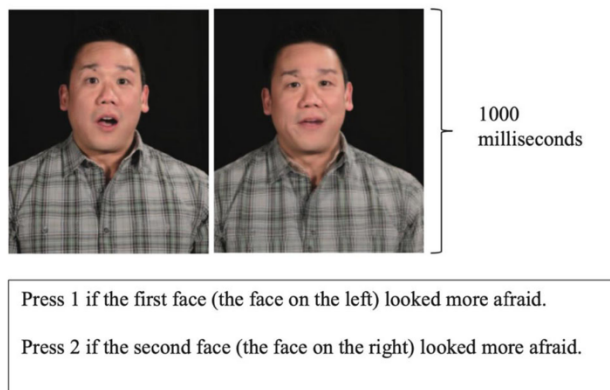 1000
milliseconds
Press 1 if the first face (the face on the left) looked more afraid.
Press 2 if the second face (the face on the right) looked more afraid.